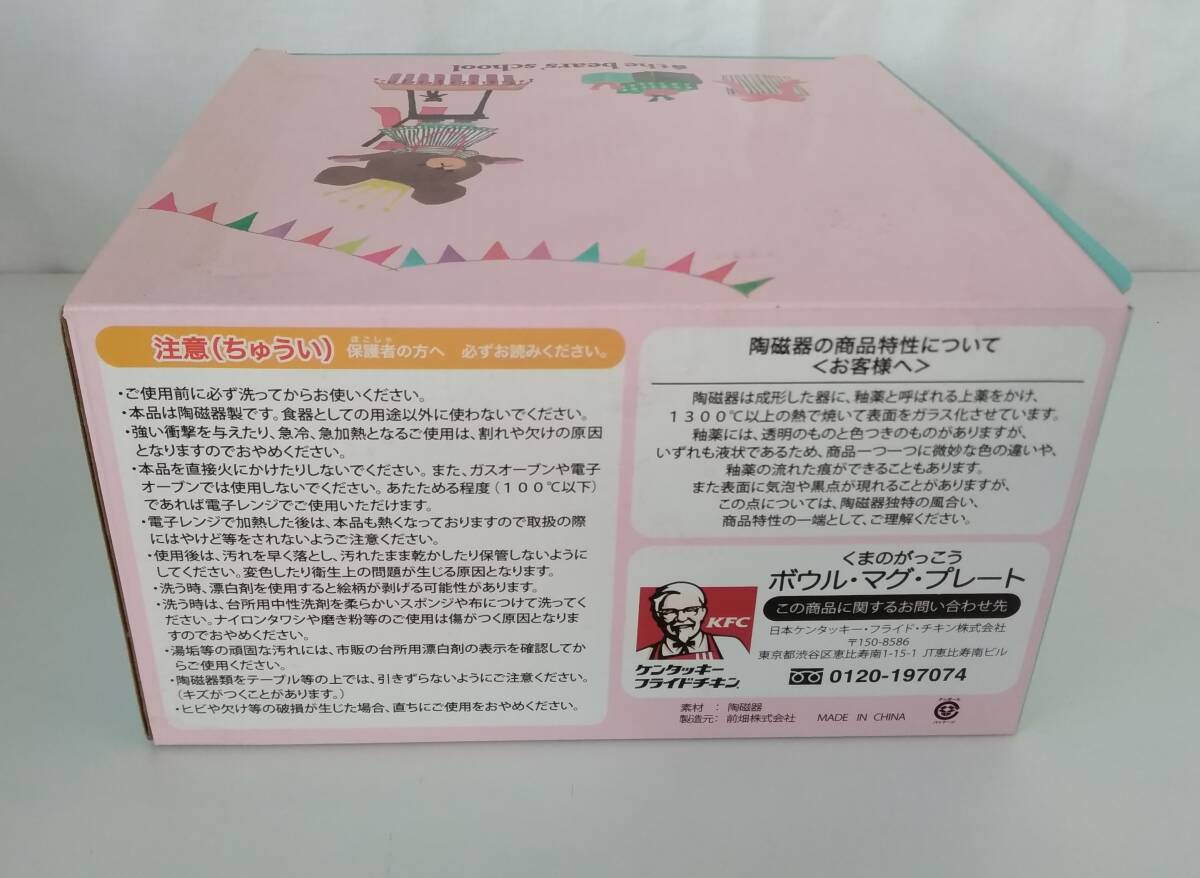 the bears' school
注意(ちゅうい) 保護者の方へ 必ずお読みください。
ほごしゃ
・ご使用前に必ず洗ってからお使いください。
・本品は陶磁器製です。食器としての用途以外に使わないでください。
・強い衝撃を与えたり、急冷、急加熱となるご使用は、割れや欠けの原因
となりますのでおやめください。
・本品を直接火にかけたりしないでください。また、ガスオーブンや電子
オーブンでは使用しないでください。あたためる程度(100℃以下)
であれば電子レンジでご使用いただけます。
・電子レンジで加熱した後は、本品も熱くなっておりますので取扱の際
にはやけど等をされないようご注意ください。
・使用後は、汚れを早く落とし、汚れたまま乾かしたり保管しないように
してください。変色したり衛生上の問題が生じる原因となります。
・洗う時、漂白剤を使用すると絵柄が剥げる可能性があります。
・洗う時は、台所用中性洗剤を柔らかいスポンジや布につけて洗ってく
ださい。ナイロンタワシや磨き粉等のご使用は傷がつく原因となりま
すのでおやめください。
・湯垢等の頑固な汚れには、市販の台所用漂白剤の表示を確認してか
らご使用ください。
・陶磁器類をテーブル等の上では、引きずらないようにご注意ください。
(キズがつくことがあります。)
・ヒビや欠け等の破損が生じた場合、直ちにご使用をおやめください。
陶磁器の商品特性について
<お客様へ>
陶磁器は成形した器に、釉薬と呼ばれる上薬をかけ、
1300℃以上の熱で焼いて表面をガラス化させています。
釉薬には、透明のものと色つきのものがありますが、
いずれも液状であるため、商品一つ一つに微妙な色の違いや、
釉薬の流れた痕ができることもあります。
また表面に気泡や黒点が現れることがありますが、
この点については、陶磁器独特の風合い、
商品特性の一端として、ご理解ください。
KFC
ケンタッキー
フライドチキン
くまのがっこう
ボウル・マグ・プレート
この商品に関するお問い合わせ先
日本ケンタッキー・フライド・チキン株式会社
〒150-8586
東京都渋谷区恵比寿南1-15-1 JT恵比寿南ビル
0120-197074
素材 : 陶磁器
製造元: 前畑株式会社 MADE IN CHINA